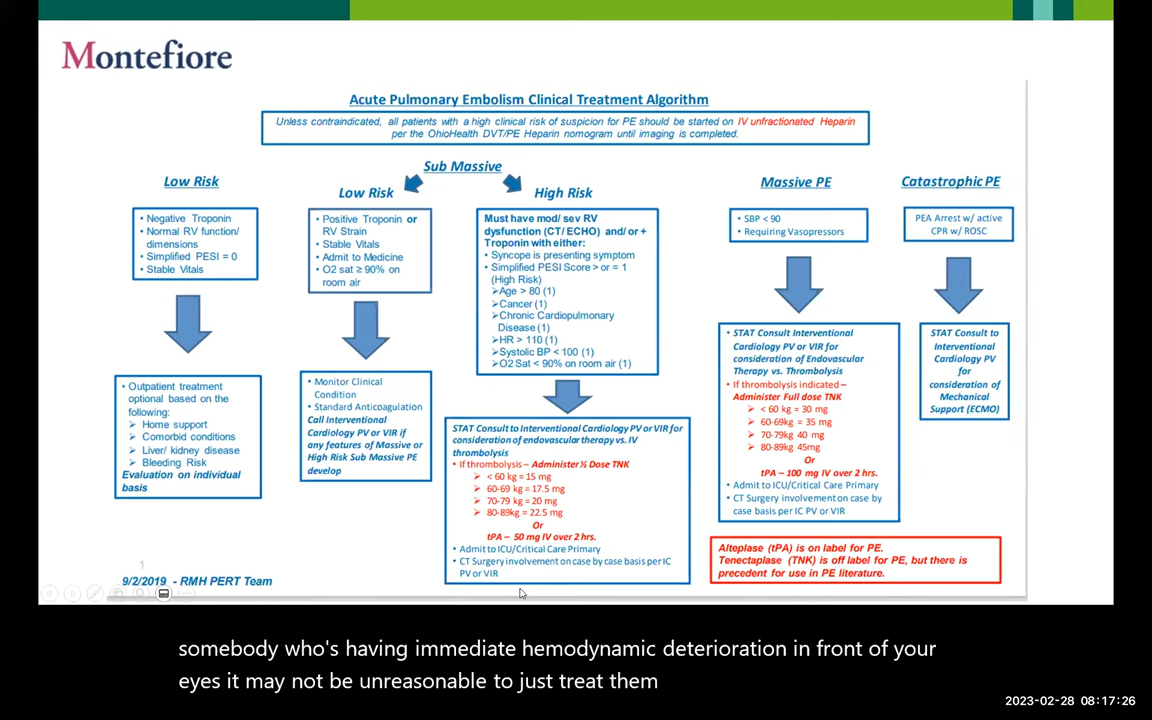 Montefiore
Acute Pulmonary Embolism Clinical Treatment Algorithm
Unless contraindicated, all patients with a high clinical risk of suspicion for PE should be started on IV unfractionated Heparin
per the OhioHealth DVT/PE Heparin nomogram until imaging is completed.
Low Risk
• Negative Troponin
• Normal RV function/
dimensions
• Simplified PESI = 0
• Stable Vitals
• Outpatient treatment
optional based on the
following:
➢ Home support
➢ Comorbid conditions
➢ Liver/ kidney disease
➢ Bleeding Risk
Evaluation on individual
basis
Sub Massive
Low Risk
• Positive Troponin or
RV Strain
• Stable Vitals
• Admit to Medicine
• O2 sat ≥ 90% on
room air
• Monitor Clinical
Condition
• Standard Anticoagulation
Call Interventional
Cardiology PV or VIR if
any features of Massive or
High Risk Sub Massive PE
develop
High Risk
Must have mod/ sev RV
dysfunction (CT/ ECHO) and/ or +
Troponin with either:
• Syncope is presenting symptom
• Simplified PESI Score > or = 1
(High Risk)
➢Age > 80 (1)
➢Cancer (1)
➢Chronic Cardiopulmonary
Disease (1)
➢HR > 110 (1)
➢Systolic BP < 100 (1)
➢O2 Sat < 90% on room air (1)
STAT Consult to Interventional Cardiology PV or VIR for
consideration of endovascular therapy vs. IV
thrombolysis
• If thrombolysis – Administer ½ Dose TNK
➢ < 60 kg = 15 mg
➢ 60-69 kg = 17.5 mg
➢ 70-79 kg = 20 mg
➢ 80-89kg = 22.5 mg
Or
tPA – 50 mg IV over 2 hrs.
• Admit to ICU/Critical Care Primary
• CT Surgery involvement on case by case basis per IC
PV or VIR
Massive PE
• SBP < 90
• Requiring Vasopressors
• STAT Consult Interventional
Cardiology PV or VIR for
consideration of Endovascular
Therapy vs. Thrombolysis
• If thrombolysis indicated –
Administer Full dose TNK
➢ < 60 kg = 30 mg
➢ 60-69kg = 35 mg
➢ 70-79kg 40 mg
➢ 80-89kg 45mg
Or
tPA – 100 mg IV over 2 hrs.
• Admit to ICU/Critical Care Primary
• CT Surgery involvement on case by
case basis per IC PV or VIR
Catastrophic PE
PEA Arrest w/ active
CPR w/ ROSC
STAT Consult to
Interventional
Cardiology PV
for
consideration of
Mechanical
Support (ECMO)
Alteplase (tPA) is on label for PE.
Tenectaplase (TNK) is off label for PE, but there is
precedent for use in PE literature.
1
9/2/2019 - RMH PERT Team
somebody who's having immediate hemodynamic deterioration in front of your
eyes it may not be unreasonable to just treat them
2023-02-28 08:17:26